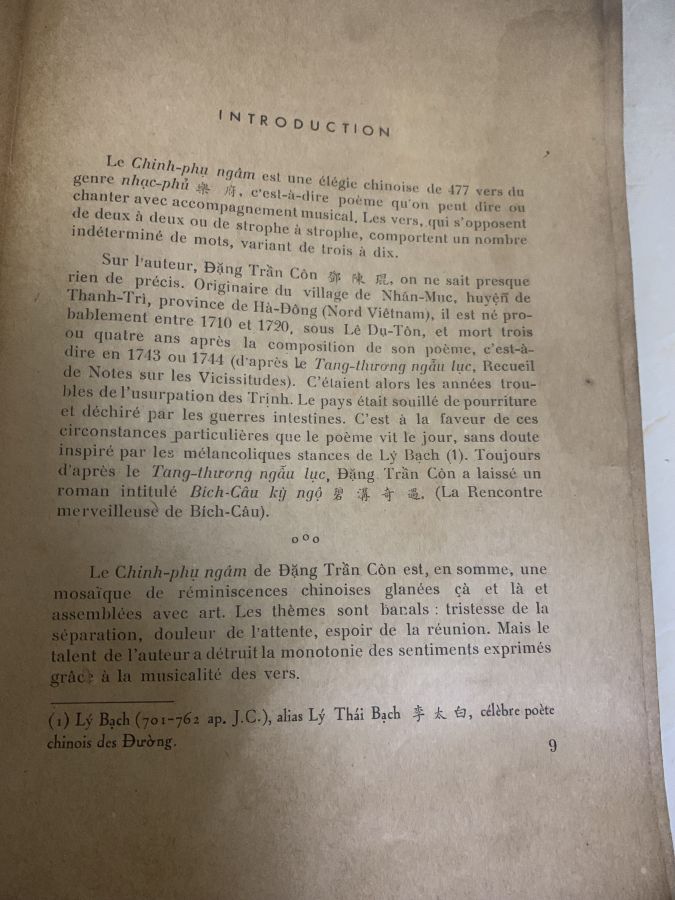 INTRODUCTION
Le Chinh-phụ ngâm est une élégie chinoise de 477 vers du
genre nhạc-phủ 樂 府, c'est-à-dire poème qu'on peut dire ou
chanter avec accompagnement musical. Les vers, qui s'opposent
de deux à deux ou de strophe à strophe, comportent un nombre
indéterminé de mots, variant de trois à dix.
Sur l'auteur, Đặng Trần Côn 鄧 陳 琨, on ne sait presque
rien de précis. Originaire du village de Nhân-Muc, huyện de
Thanh-Trì, province de Hà-Đông (Nord Viêtnam), il est né pro-
bablement entre 1710 et 1720, sous Lê Dụ-Tôn, et mort trois
ou quatre ans après la composition de son poème, c'est-à-
dire en 1743 ou 1744 (d'après le Tang-thương ngẫu lục, Recueil
de Notes sur les Vicissitudes). C'étaient alors les années trou-
bles de l'usurpation des Trịnh. Le pays était souillé de pourriture
et déchiré par les guerres intestines. C'est à la faveur de ces
circonstances particulières que le poème vit le jour, sans doute
inspiré par les mélancoliques stances de Lý Bạch (1). Toujours
d'après le Tang-thương ngẫu lục, Đặng Trần Côn a laissé un
roman intitulé Bích-Câu kỳ ngộ 碧 溝 奇 遇, (La Rencontre
merveilleuse de Bích-Câu).
o o o
Le Chinh-phụ ngâm de Đặng Trần Côn est, en somme, une
mosaïque de réminiscences chinoises glanées çà et là et
assemblées avec art. Les thèmes sont banals : tristesse de la
séparation, douleur de l'attente, espoir de la réunion. Mais le
talent de l'auteur a détruit la monotonie des sentiments exprimés
grâce à la musicalité des vers.
(1) Lý Bạch (701-762 ap. J.C.), alias Lý Thái Bạch 李 太 白, célèbre poète
chinois des Đường.
9